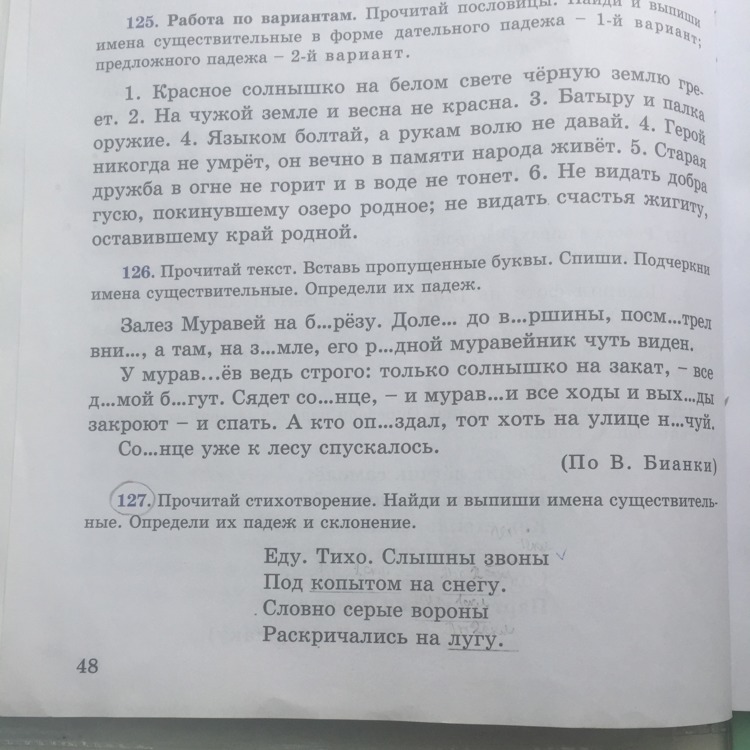 125. Работа по вариантам. Прочитай пословицы. Найди и выпиши
имена существительные в форме дательного падежа – 1-й вариант;
предложного падежа – 2-й вариант.
1. Красное солнышко на белом свете чёрную землю гре-
ет. 2. На чужой земле и весна не красна. 3. Батыру и палка
оружие. 4. Языком болтай, а рукам волю не давай. 4. Герой
никогда не умрёт, он вечно в памяти народа живёт. 5. Старая
дружба в огне не горит и в воде не тонет. 6. Не видать добра
гусю, покинувшему озеро родное; не видать счастья жигиту,
оставившему край родной.
126. Прочитай текст. Вставь пропущенные буквы. Спиши. Подчеркни
имена существительные. Определи их падеж.
Залез Муравей на б...рёзу. Доле... до в...ршины, посм...трел
вни..., а там, на з...мле, его р...дной муравейник чуть виден.
У мурав...ёв ведь строго: только солнышко на закат, – все
д...мой б...гут. Сядет со...нце, – и мурав...и все ходы и вых...ды
закроют – и спать. А кто оп...здал, тот хоть на улице н...чуй.
Со...нце уже к лесу спускалось.
(По В. Бианки)
127. Прочитай стихотворение. Найди и выпиши имена существитель-
ные. Определи их падеж и склонение.
Еду. Тихо. Слышны звоны
Под копытом на снегу.
Словно серые вороны
Раскричались на лугу.
48